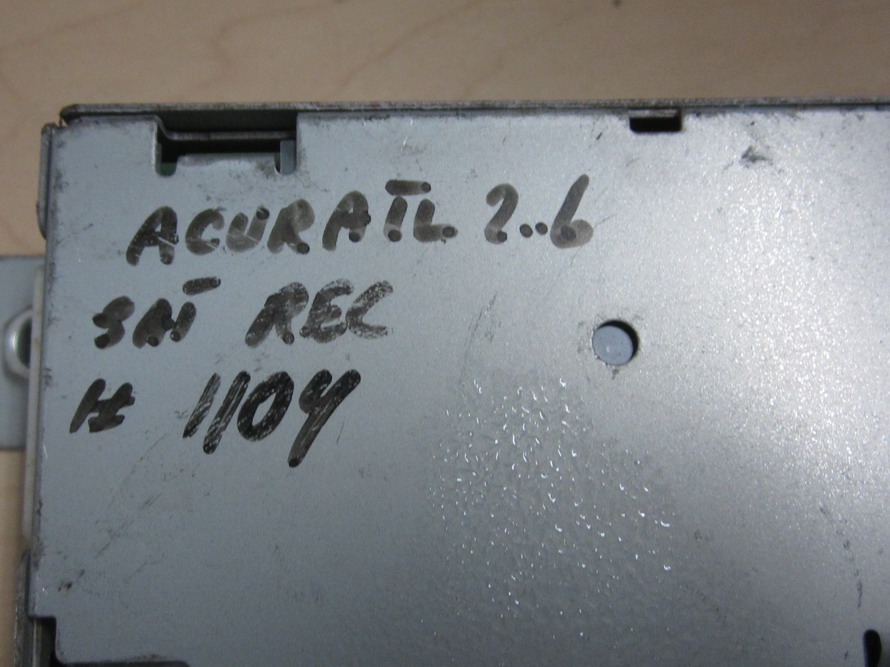 ACURA TL 2..6
SAT REC
# 1104